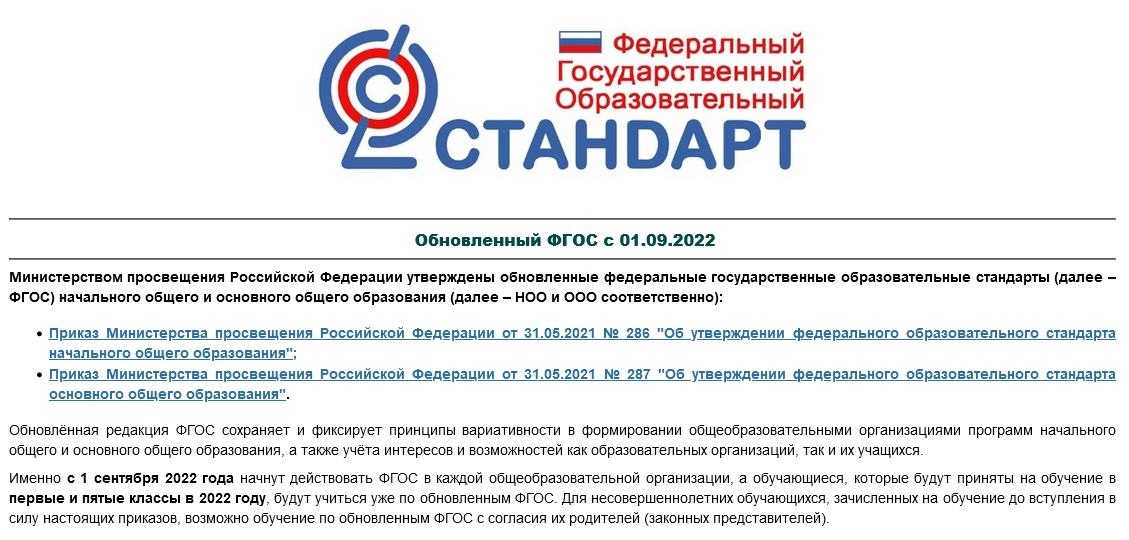 Федеральный
Государственный
Образовательный
СТАНДАРТ
Обновленный ФГОС с 01.09.2022
Министерством просвещения Российской Федерации утверждены обновленные федеральные государственные образовательные стандарты (далее –
ФГОС) начального общего и основного общего образования (далее – НОО и ООО соответственно):
• Приказ Министерства просвещения Российской Федерации от 31.05.2021 № 286 "Об утверждении федерального образовательного стандарта
начального общего образования";
• Приказ Министерства просвещения Российской Федерации от 31.05.2021 № 287 "Об утверждении федерального образовательного стандарта
основного общего образования".
Обновлённая редакция ФГОС сохраняет и фиксирует принципы вариативности в формировании общеобразовательными организациями программ начального
общего и основного общего образования, а также учёта интересов и возможностей как образовательных организаций, так и их учащихся.
Именно с 1 сентября 2022 года начнут действовать ФГОС в каждой общеобразовательной организации, а обучающиеся, которые будут приняты на обучение в
первые и пятые классы в 2022 году, будут учиться уже по обновленным ФГОС. Для несовершеннолетних обучающихся, зачисленных на обучение до вступления в
силу настоящих приказов, возможно обучение по обновленным ФГОС с согласия их родителей (законных представителей).